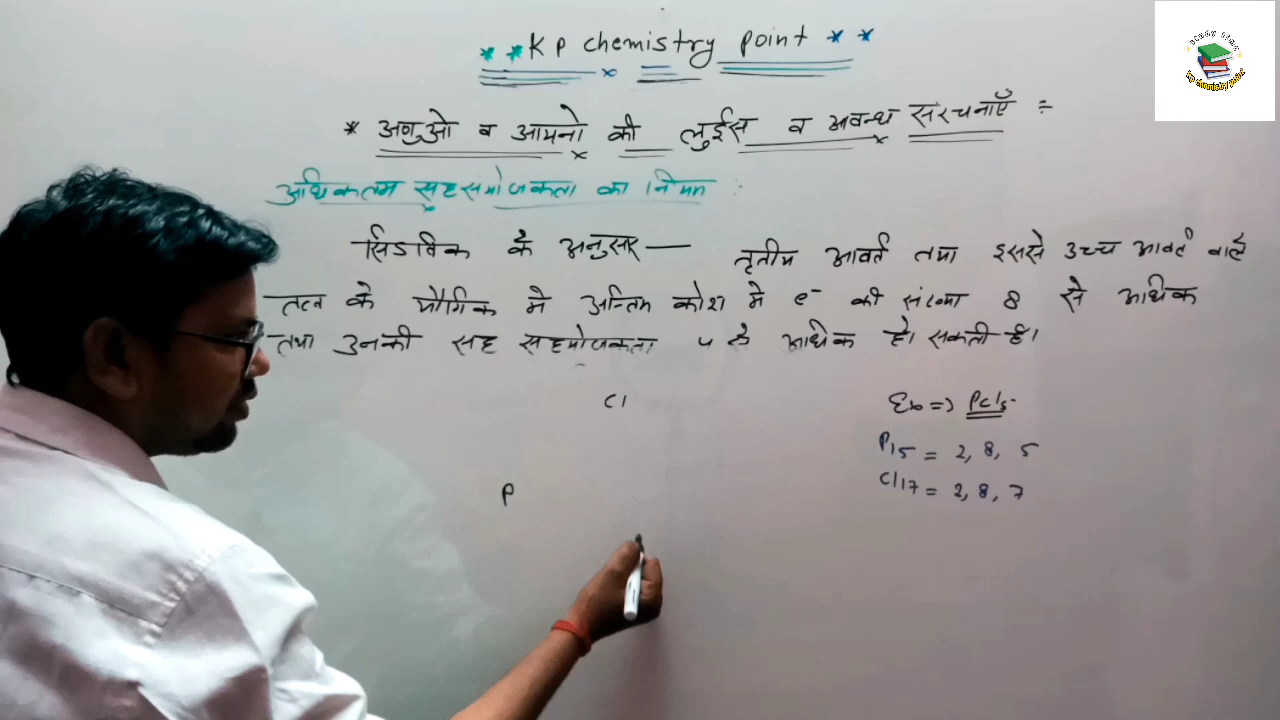 * * KP chemistry point * *
* अणुओ व आयनो की लुईस व आबन्ध संरचनाएँ :-
अधिकतम सहसंयोजकता का नियम :
सिडविक के अनुसार — तृतीय आवर्त तथा इससे उच्च आवर्त वाले
तत्व के यौगिक मे अन्तिम कोश मे e⁻ की संख्या 8 से अधिक
तथा उनकी सह सहयोजकता 4 से अधिक हो सकती है।
Cl
P
Ex => PCl5
P15 = 2, 8, 5
Cl17 = 2, 8, 7